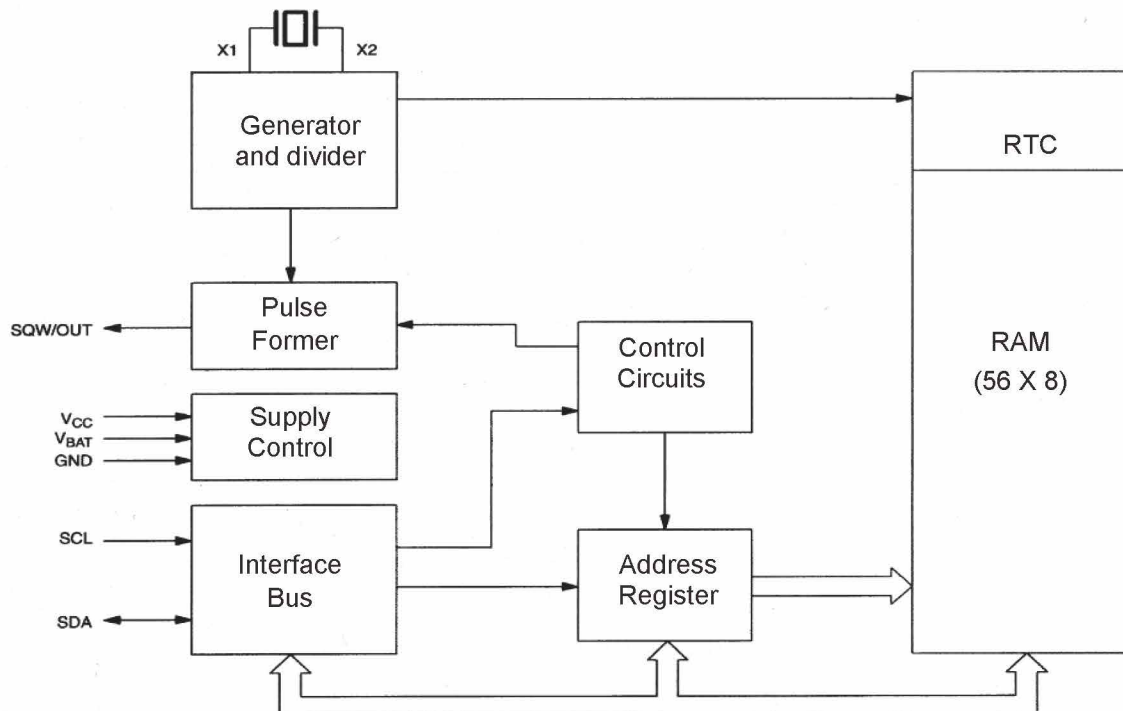 X1
X2
Generator
and divider
RTC
SQW/OUT
Pulse
Former
Control
Circuits
RAM
(56 X 8)
VCC
VBAT
GND
Supply
Control
SCL
SDA
Interface
Bus
Address
Register